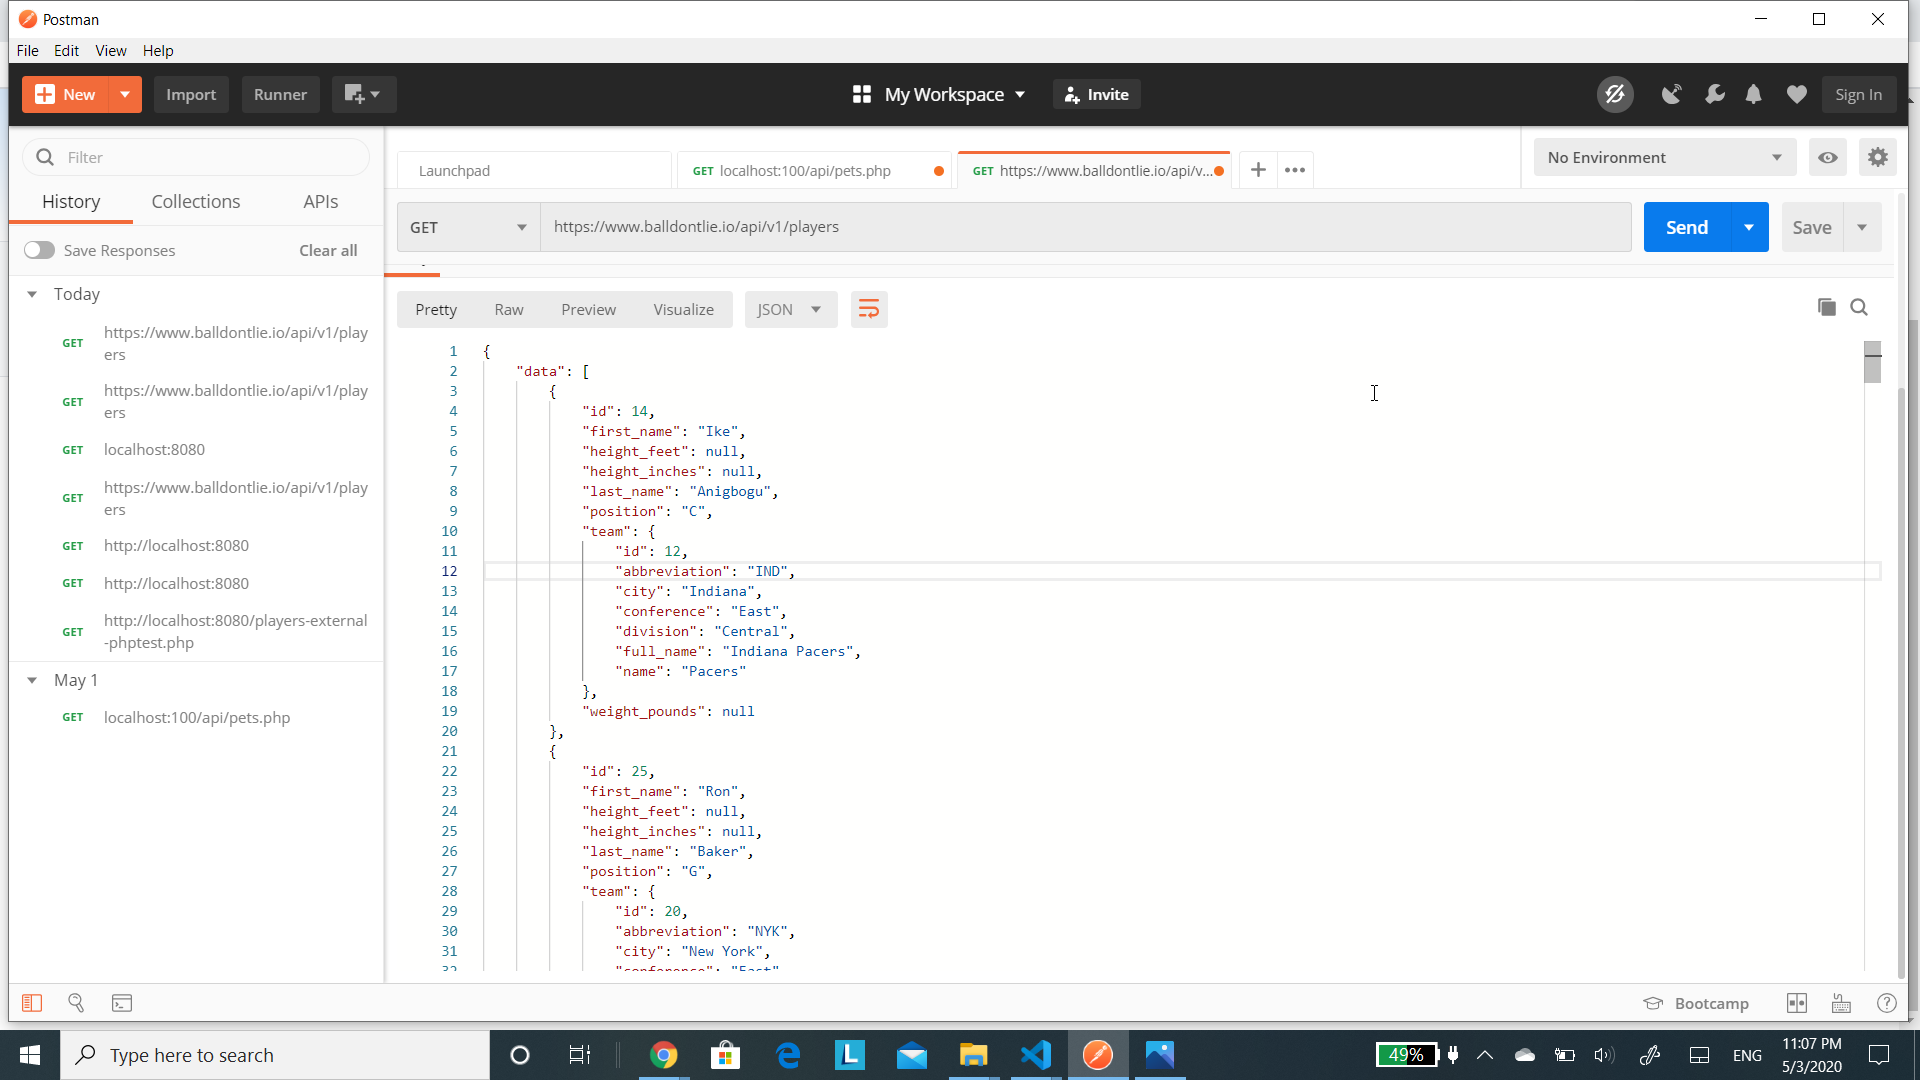 Postman
File Edit View Help
New Import Runner My Workspace Invite Sign In
Filter
History Collections APIs
Save Responses Clear all
Today
GET https://www.balldontlie.io/api/v1/play
ers
GET https://www.balldontlie.io/api/v1/play
ers
GET localhost:8080
GET https://www.balldontlie.io/api/v1/play
ers
GET http://localhost:8080
GET http://localhost:8080
GET http://localhost:8080/players-external
-phptest.php
May 1
GET localhost:100/api/pets.php
Launchpad GET localhost:100/api/pets.php GET https://www.balldontlie.io/api/v... + ••• No Environment
GET https://www.balldontlie.io/api/v1/players Send Save
Pretty Raw Preview Visualize JSON
1 {
2 "data": [
3 {
4 "id": 14,
5 "first_name": "Ike",
6 "height_feet": null,
7 "height_inches": null,
8 "last_name": "Anigbogu",
9 "position": "C",
10 "team": {
11 "id": 12,
12 "abbreviation": "IND",
13 "city": "Indiana",
14 "conference": "East",
15 "division": "Central",
16 "full_name": "Indiana Pacers",
17 "name": "Pacers"
18 },
19 "weight_pounds": null
20 },
21 {
22 "id": 25,
23 "first_name": "Ron",
24 "height_feet": null,
25 "height_inches": null,
26 "last_name": "Baker",
27 "position": "G",
28 "team": {
29 "id": 20,
30 "abbreviation": "NYK",
31 "city": "New York",
32 "conference": "East"
Bootcamp
Type here to search
49% ENG 11:07 PM
5/3/2020